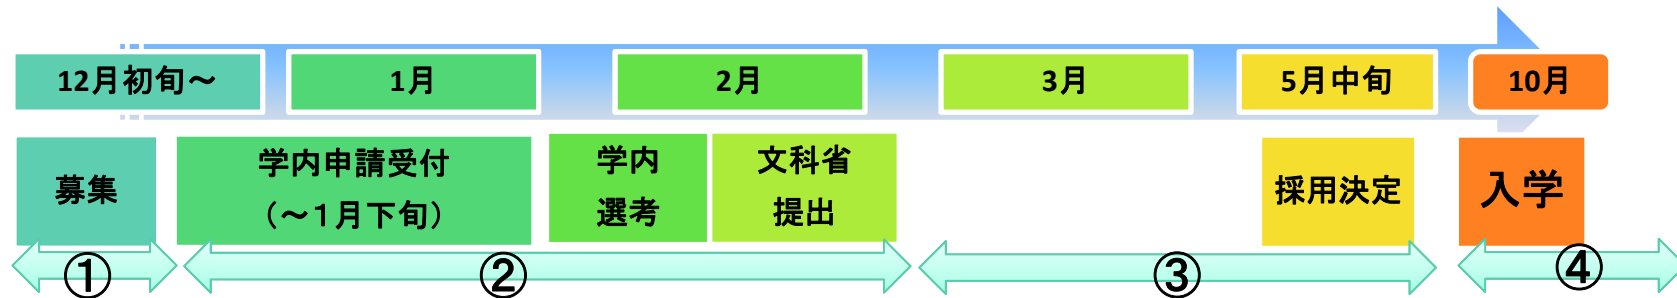 12月初旬～
1月
2月
3月
5月中旬
10月
募集
学内申請受付
（～１月下旬）
学内
選考
文科省
提出
採用決定
入学
①
②
③
④